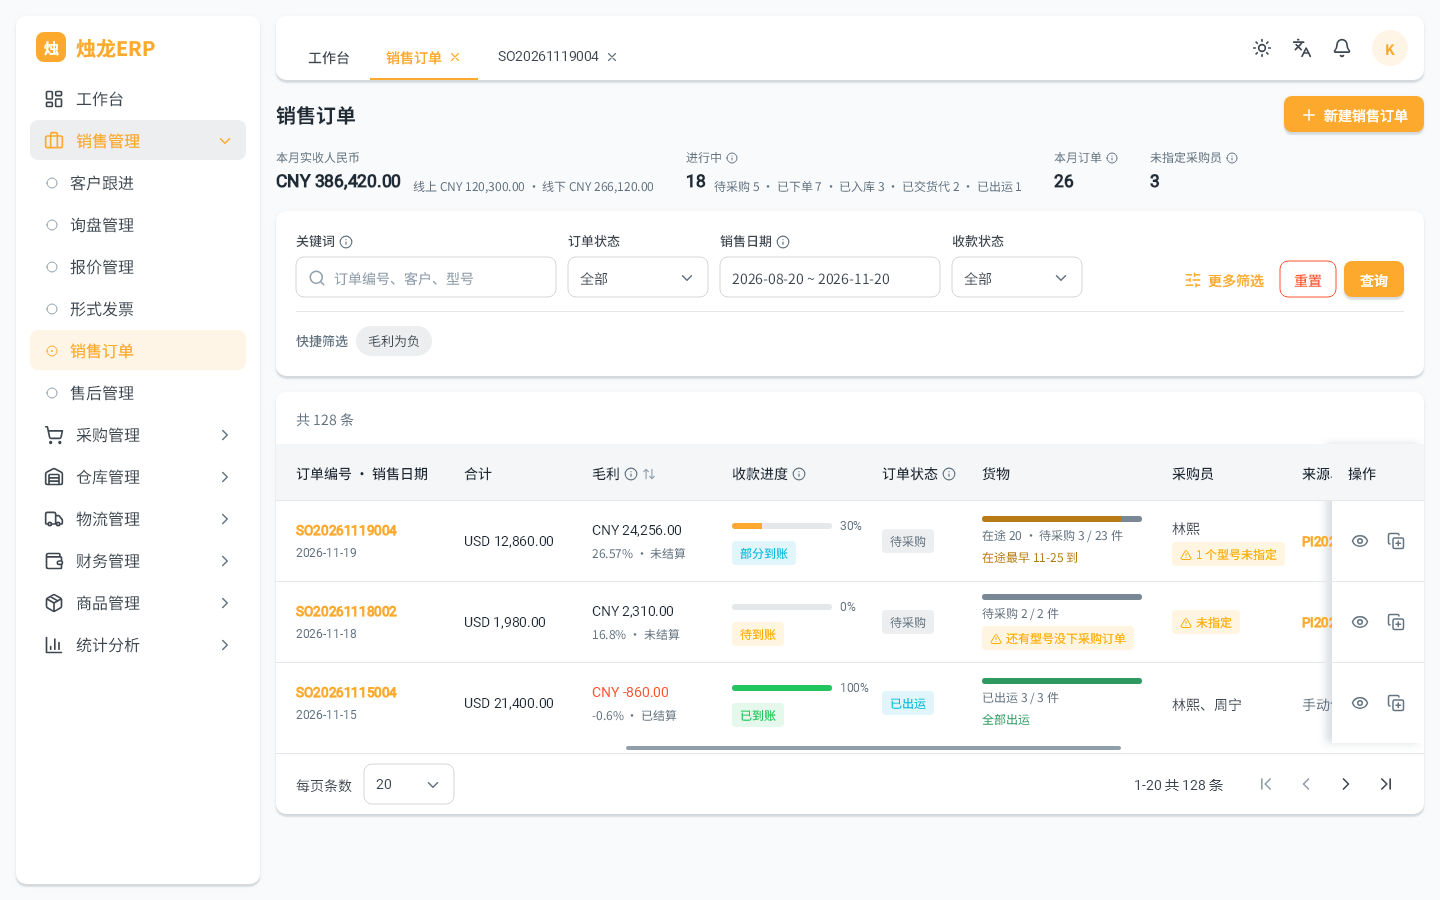 烛 烛龙ERP
工作台
销售管理
客户跟进
询盘管理
报价管理
形式发票
销售订单
售后管理
采购管理
仓库管理
物流管理
财务管理
商品管理
统计分析
工作台 销售订单 SO20261119004
K
销售订单
新建销售订单
本月实收人民币
CNY 386,420.00 线上 CNY 120,300.00 · 线下 CNY 266,120.00
进行中
18 待采购 5 · 已下单 7 · 已入库 3 · 已交货代 2 · 已出运 1
本月订单
26
未指定采购员
3
关键词 订单状态 销售日期 收款状态
订单编号、客户、型号 全部 2026-08-20 ~ 2026-11-20 全部
更多筛选 重置 查询
快捷筛选 毛利为负
共 128 条
订单编号 · 销售日期 合计 毛利 收款进度 订单状态 货物 采购员 来源 操作
SO20261119004
2026-11-19
USD 12,860.00
CNY 24,256.00
26.57% · 未结算
30%
部分到账
待采购
在途 20 · 待采购 3 / 23 件
在途最早 11-25 到
林熙
1 个型号未指定
PI202
SO20261118002
2026-11-18
USD 1,980.00
CNY 2,310.00
16.8% · 未结算
0%
待到账
待采购
待采购 2 / 2 件
还有型号没下采购订单
未指定
PI202
SO20261115004
2026-11-15
USD 21,400.00
CNY -860.00
-0.6% · 已结算
100%
已到账
已出运
已出运 3 / 3 件
全部出运
林熙、周宁
手动
每页条数 20
1-20 共 128 条